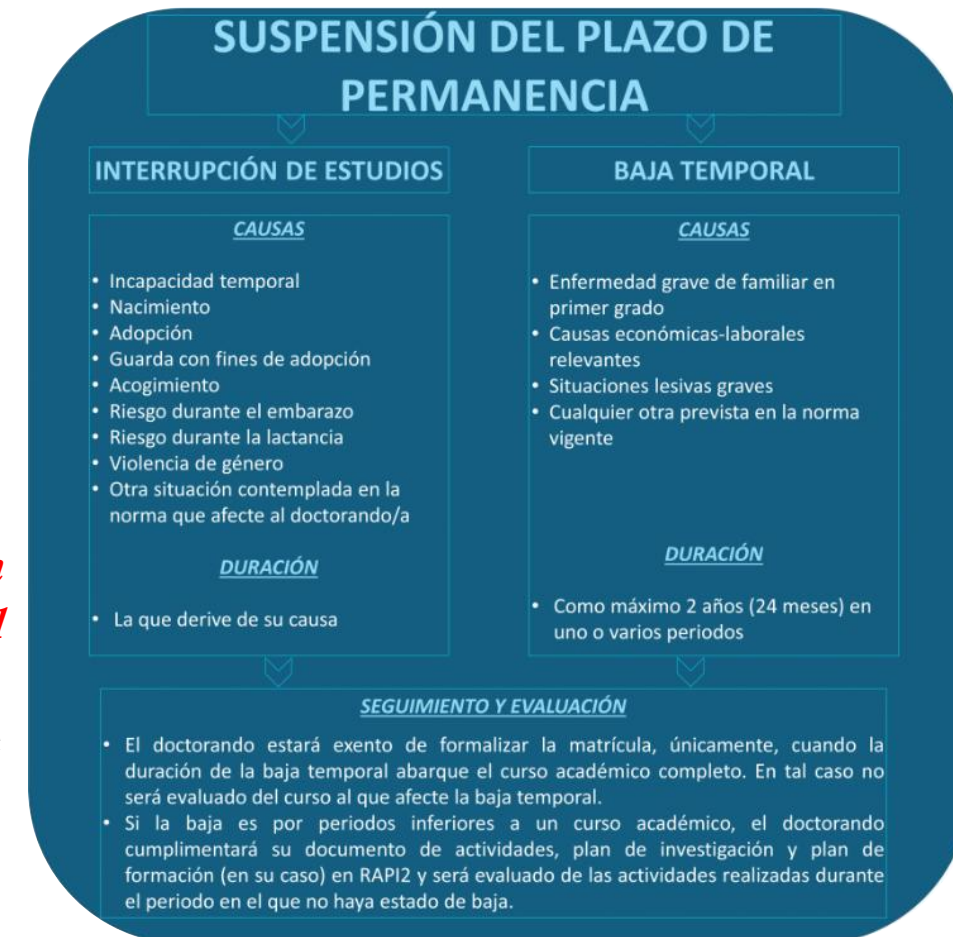 SUSPENSIÓN DEL PLAZO DE
PERMANENCIA
INTERRUPCIÓN DE ESTUDIOS
CAUSAS
• Incapacidad temporal
• Nacimiento
• Adopción
• Guarda con fines de adopción
• Acogimiento
• Riesgo durante el embarazo
• Riesgo durante la lactancia
• Violencia de género
• Otra situación contemplada en la
norma que afecte al doctorando/a
DURACIÓN
• La que derive de su causa
BAJA TEMPORAL
CAUSAS
• Enfermedad grave de familiar en
primer grado
• Causas económicas-laborales
relevantes
• Situaciones lesivas graves
• Cualquier otra prevista en la norma
vigente
DURACIÓN
• Como máximo 2 años (24 meses) en
uno o varios periodos
SEGUIMIENTO Y EVALUACIÓN
• El doctorando estará exento de formalizar la matrícula, únicamente, cuando la
duración de la baja temporal abarque el curso académico completo. En tal caso no
será evaluado del curso al que afecte la baja temporal.
• Si la baja es por periodos inferiores a un curso académico, el doctorando
cumplimentará su documento de actividades, plan de investigación y plan de
formación (en su caso) en RAPI2 y será evaluado de las actividades realizadas durante
el periodo en el que no haya estado de baja.